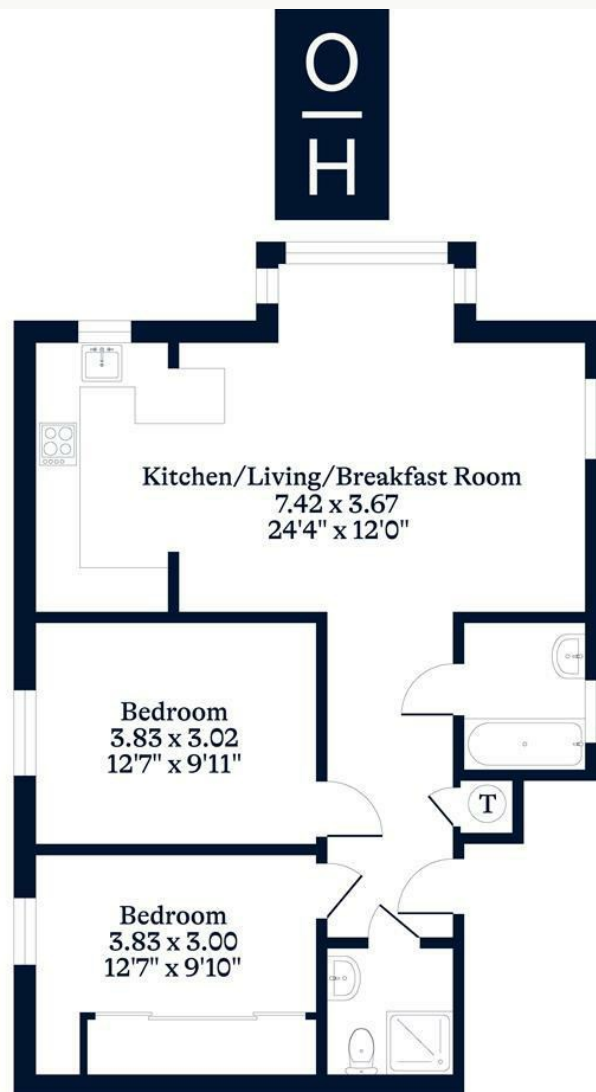 O
H
Kitchen/Living/Breakfast Room
7.42 x 3.67
24'4" x 12'0"
Bedroom
3.83 x 3.02
12'7" x 9'11"
T
Bedroom
3.83 x 3.00
12'7" x 9'10"